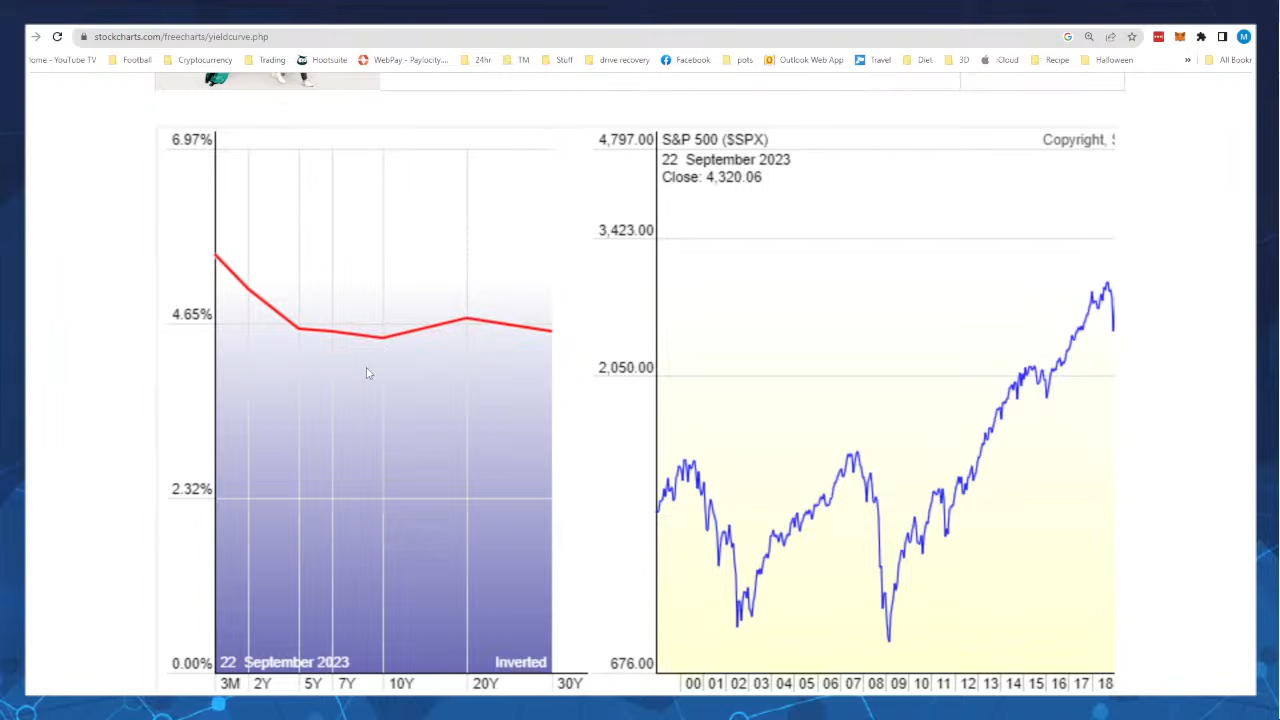 stockcharts.com/freecharts/yieldcurve.php
ome - YouTube TV Football Cryptocurrency Trading Hootsuite WebPay - Paylocity.... 24hr TM Stuff drive recovery Facebook pots Outlook Web App Travel Diet 3D iCloud Recipe Halloween » All Bookr
6.97%
4.65%
2.32%
0.00%
22 September 2023 Inverted
3M 2Y 5Y 7Y 10Y 20Y 30Y
4,797.00 S&P 500 ($SPX) Copyright,
22 September 2023
Close: 4,320.06
3,423.00
2,050.00
676.00
00 01 02 03 04 05 06 07 08 09 10 11 12 13 14 15 16 17 18
M